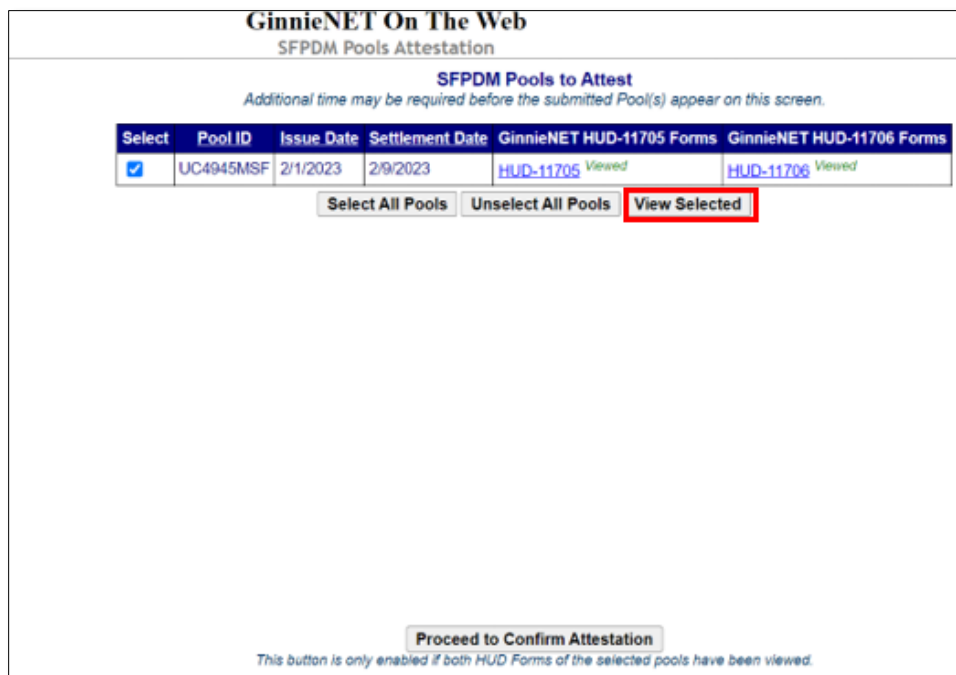 GinnieNET On The Web
SFPDM Pools Attestation
SFPDM Pools to Attest
Additional time may be required before the submitted Pool(s) appear on this screen.
Select Pool ID Issue Date Settlement Date GinnieNET HUD-11705 Forms GinnieNET HUD-11706 Forms
UC4945MSF 2/1/2023 2/9/2023 HUD-11705 Viewed HUD-11706 Viewed
Select All Pools Unselect All Pools View Selected
Proceed to Confirm Attestation
This button is only enabled if both HUD Forms of the selected pools have been viewed.